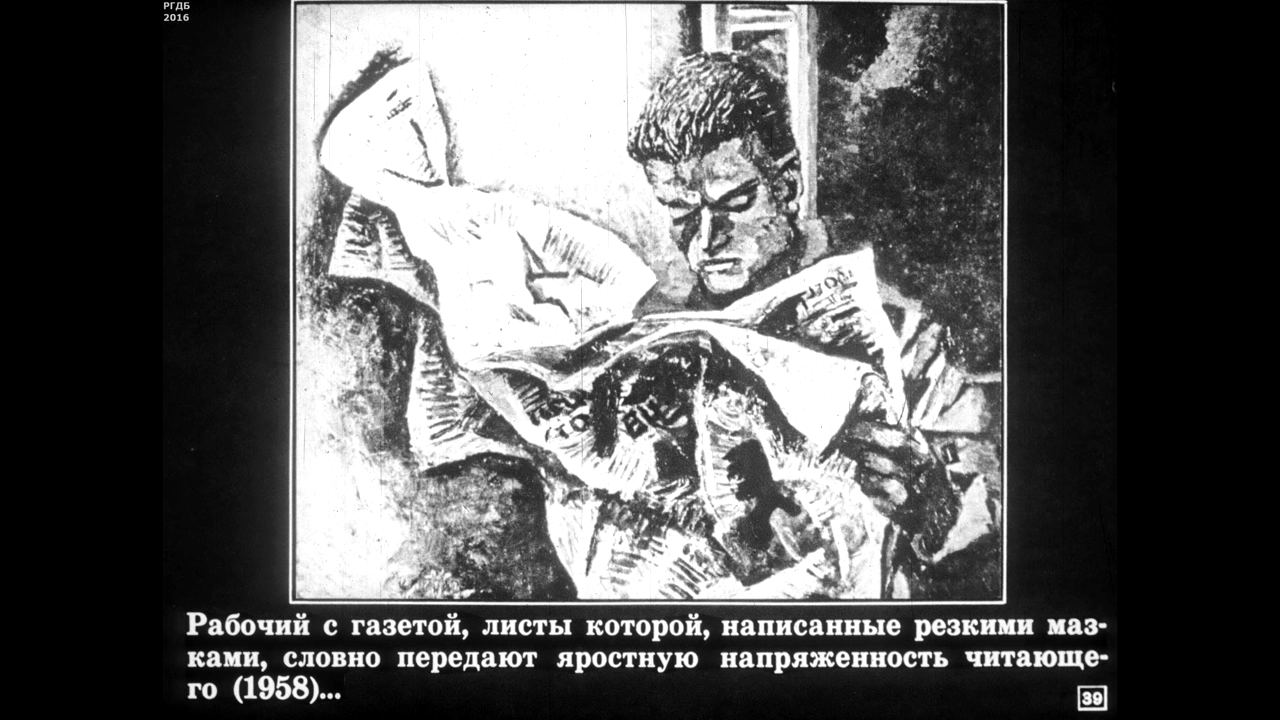 РГДБ
2016
Рабочий с газетой, листы которой, написанные резкими маз-
ками, словно передают яростную напряженность читающе-
го (1958)...
39